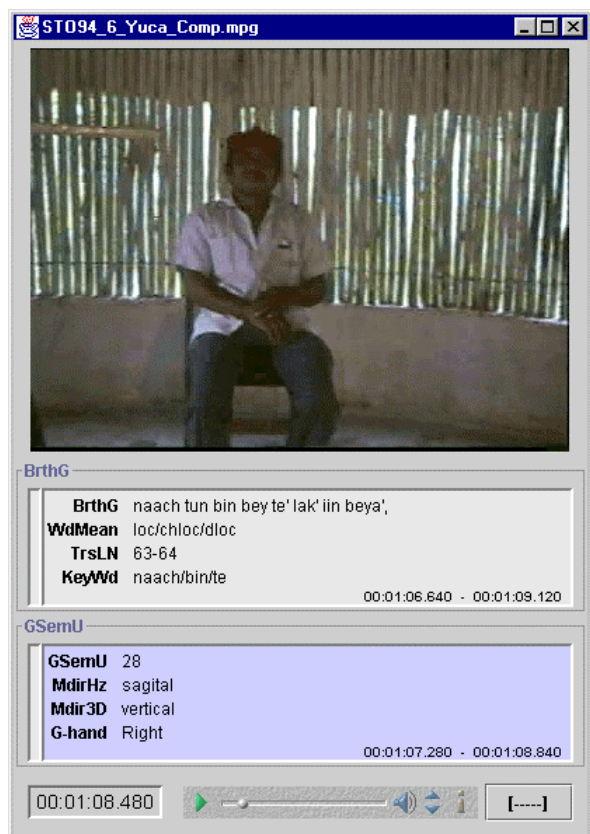 STO94_6_Yuca_Comp.mpg
BrthG
BrthG naach tun bin bey te' lak' iin beya',
WdMean loc/chloc/dloc
TrsLN 63-64
KeyWd naach/bin/te
00:01:06.640 - 00:01:09.120
GSemU
GSemU 28
MdirHz sagital
Mdir3D vertical
G-hand Right
00:01:07.280 - 00:01:08.840
00:01:08.480 [-----]